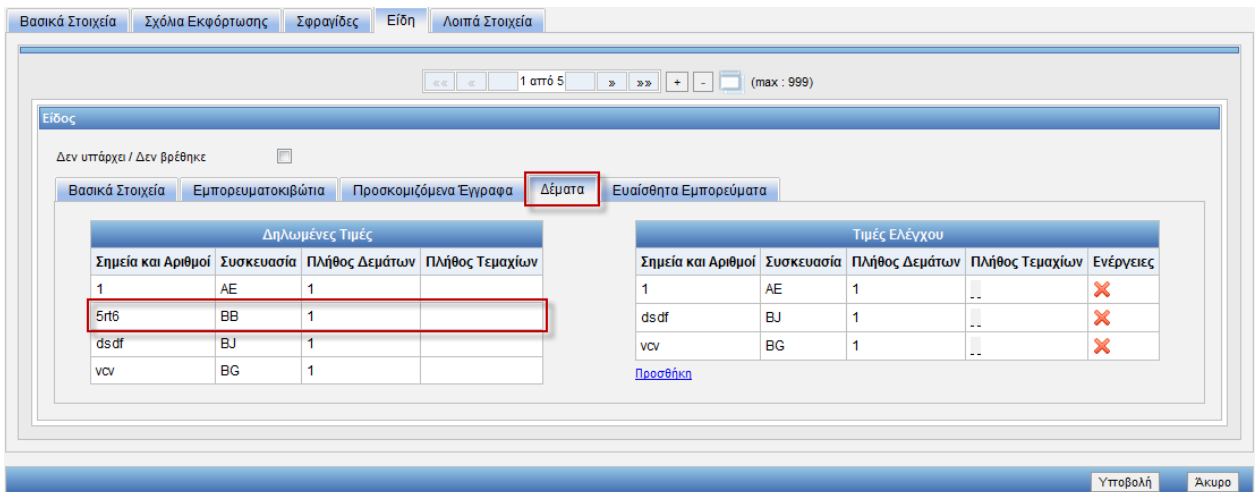 Βασικά Στοιχεία Σχόλια Εκφόρτωσης Σφραγίδες Είδη Λοιπά Στοιχεία
«« « 1 από 5 » »» + - (max : 999)
Είδος
Δεν υπάρχει / Δεν βρέθηκε
Βασικά Στοιχεία Εμπορευματοκιβώτια Προσκομιζόμενα Έγγραφα Δέματα Ευαίσθητα Εμπορεύματα
Δηλωμένες Τιμές
Σημεία και Αριθμοί Συσκευασία Πλήθος Δεμάτων Πλήθος Τεμαχίων
1 AE 1
5rt6 BB 1
dsdf BJ 1
vcv BG 1
Τιμές Ελέγχου
Σημεία και Αριθμοί Συσκευασία Πλήθος Δεμάτων Πλήθος Τεμαχίων Ενέργειες
1 AE 1 --
dsdf BJ 1 --
vcv BG 1 --
Προσθήκη
Υποβολή Άκυρο